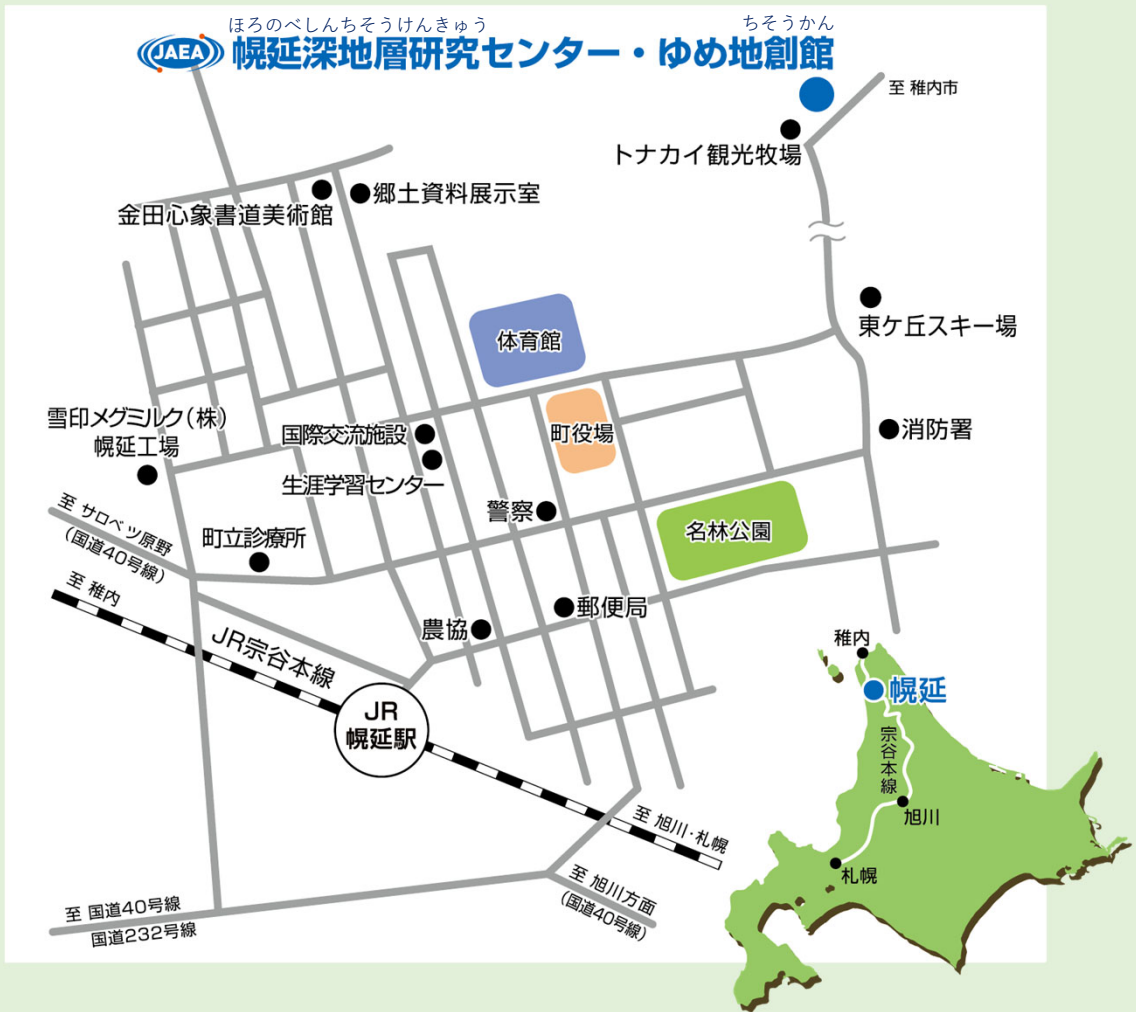 ほろのべしんちそうけんきゅう ちそうかん
JAEA 幌延深地層研究センター・ゆめ地創館
至 稚内市
トナカイ観光牧場
郷土資料展示室
金田心象書道美術館
東ケ丘スキー場
体育館
雪印メグミルク(株)
幌延工場
国際交流施設
町役場
消防署
生涯学習センター
警察
至 サロベツ原野
(国道40号線)
町立診療所
名林公園
至 稚内
農協
郵便局
JR宗谷本線
JR
幌延駅
至 旭川・札幌
至 旭川方面
(国道40号線)
至 国道40号線
国道232号線
稚内
幌延
宗谷本線
旭川
札幌